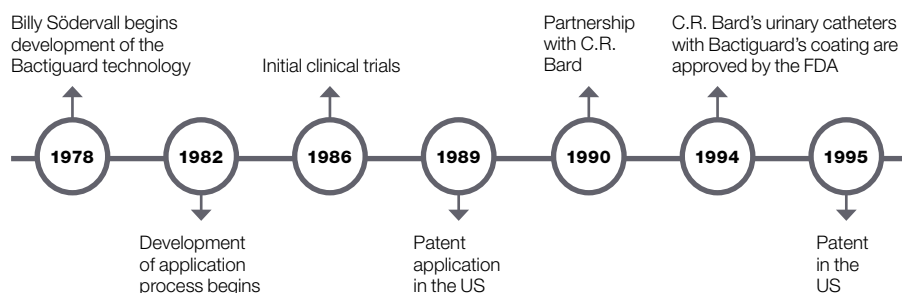 Billy Södervall begins
development of the
Bactiguard technology
Initial clinical trials
Partnership
with C.R.
Bard
C.R. Bard’s urinary catheters
with Bactiguard’s coating are
approved by the FDA
1978
1982
1986
1989
1990
1994
1995
Development
of application
process begins
Patent
application
in the US
Patent
in the
US